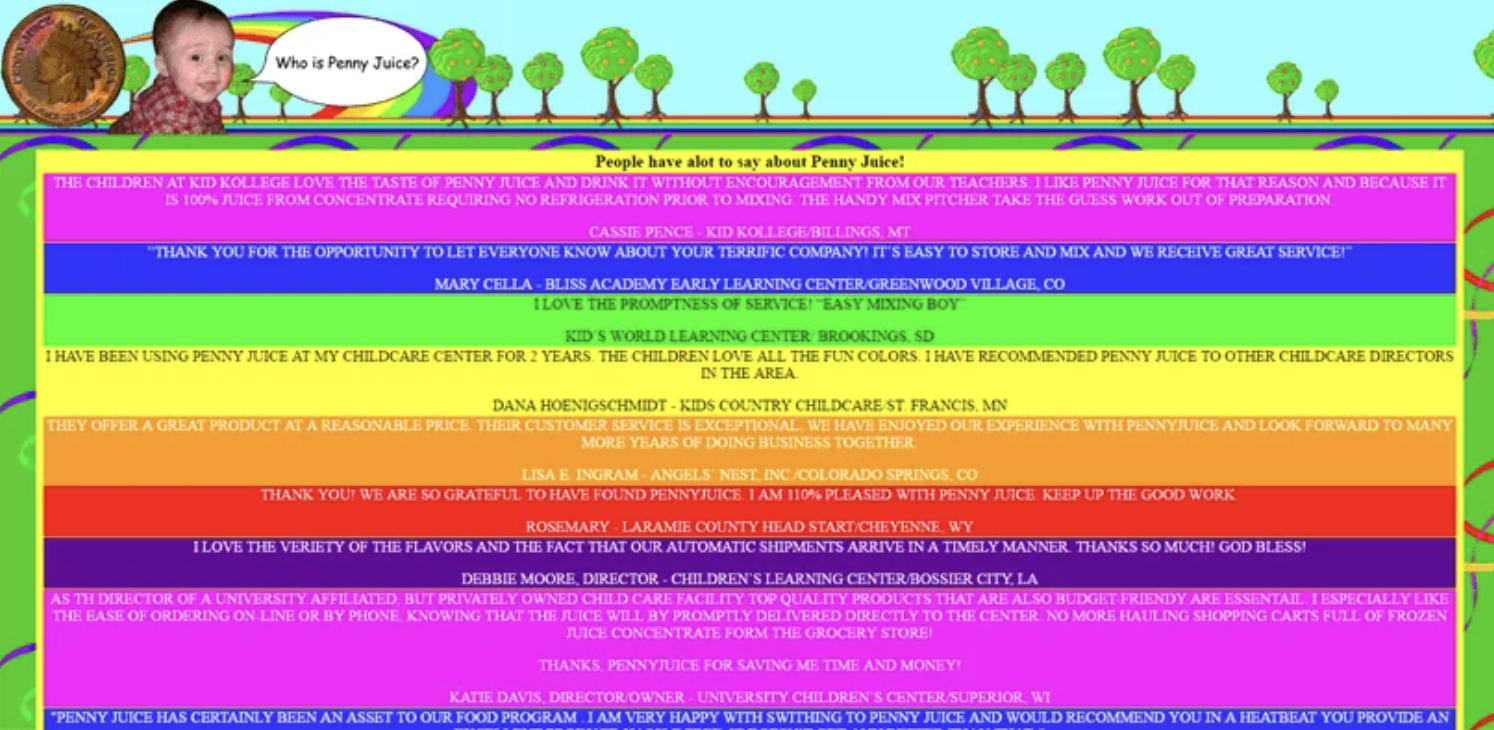 PENNY JUICE OF AMERICA
Who is Penny Juice?
People have alot to say about Penny Juice!
THE CHILDREN AT KID KOLLEGE LOVE THE TASTE OF PENNY JUICE AND DRINK IT WITHOUT ENCOURAGEMENT FROM OUR TEACHERS. I LIKE PENNY JUICE FOR THAT REASON AND BECAUSE IT
IS 100% JUICE FROM CONCENTRATE REQUIRING NO REFRIGERATION PRIOR TO MIXING. THE HANDY MIX PITCHER TAKE THE GUESS WORK OUT OF PREPARATION.
CASSIE PENCE - KID KOLLEGE/BILLINGS, MT
"THANK YOU FOR THE OPPORTUNITY TO LET EVERYONE KNOW ABOUT YOUR TERRIFIC COMPANY! IT'S EASY TO STORE AND MIX AND WE RECEIVE GREAT SERVICE!"
MARY CELLA - BLISS ACADEMY EARLY LEARNING CENTER/GREENWOOD VILLAGE, CO
I LOVE THE PROMPTNESS OF SERVICE! "EASY MIXING BOY"
KID'S WORLD LEARNING CENTER/ BROOKINGS, SD
I HAVE BEEN USING PENNY JUICE AT MY CHILDCARE CENTER FOR 2 YEARS. THE CHILDREN LOVE ALL THE FUN COLORS. I HAVE RECOMMENDED PENNY JUICE TO OTHER CHILDCARE DIRECTORS
IN THE AREA.
DANA HOENIGSCHMIDT - KIDS COUNTRY CHILDCARE/ST. FRANCIS, MN
THEY OFFER A GREAT PRODUCT AT A REASONABLE PRICE. THEIR CUSTOMER SERVICE IS EXCEPTIONAL. WE HAVE ENJOYED OUR EXPERIENCE WITH PENNYJUICE AND LOOK FORWARD TO MANY
MORE YEARS OF DOING BUSINESS TOGETHER.
LISA E. INGRAM - ANGELS' NEST, INC./COLORADO SPRINGS, CO
THANK YOU! WE ARE SO GRATEFUL TO HAVE FOUND PENNYJUICE. I AM 110% PLEASED WITH PENNY JUICE. KEEP UP THE GOOD WORK.
ROSEMARY - LARAMIE COUNTY HEAD START/CHEYENNE, WY
I LOVE THE VERIETY OF THE FLAVORS AND THE FACT THAT OUR AUTOMATIC SHIPMENTS ARRIVE IN A TIMELY MANNER. THANKS SO MUCH! GOD BLESS!
DEBBIE MOORE, DIRECTOR - CHILDREN'S LEARNING CENTER/BOSSIER CITY, LA
AS TH DIRECTOR OF A UNIVERSITY AFFILIATED, BUT PRIVATELY OWNED CHILD CARE FACILITY TOP QUALITY PRODUCTS THAT ARE ALSO BUDGET-FRIENDY ARE ESSENTAIL. I ESPECIALLY LIKE
THE EASE OF ORDERING ON-LINE OR BY PHONE, KNOWING THAT THE JUICE WILL BY PROMPTLY DELIVERED DIRECTLY TO THE CENTER. NO MORE HAULING SHOPPING CARTS FULL OF FROZEN
JUICE CONCENTRATE FORM THE GROCERY STORE!
THANKS, PENNYJUICE FOR SAVING ME TIME AND MONEY!
KATIE DAVIS, DIRECTOR/OWNER - UNIVERSITY CHILDREN'S CENTER/SUPERIOR, WI
"PENNY JUICE HAS CERTAINLY BEEN AN ASSET TO OUR FOOD PROGRAM . I AM VERY HAPPY WITH SWITHING TO PENNY JUICE AND WOULD RECOMMEND YOU IN A HEATBEAT YOU PROVIDE AN